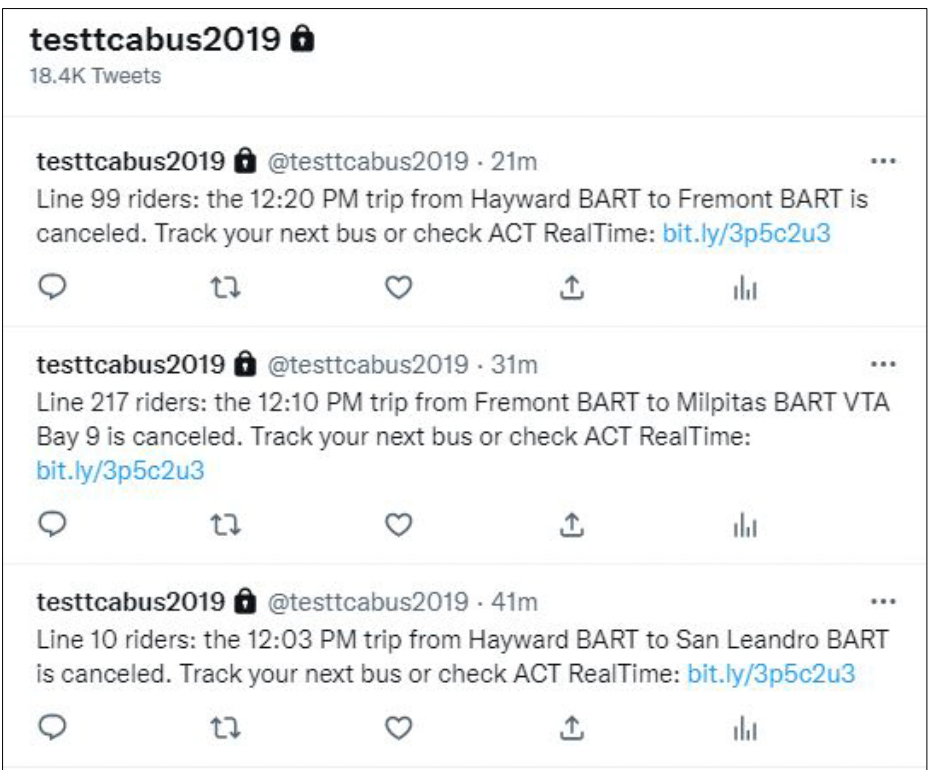 testtcabus2019
18.4K Tweets
testtcabus2019 @testtcabus2019 · 21m
Line 99 riders: the 12:20 PM trip from Hayward BART to Fremont BART is
canceled. Track your next bus or check ACT RealTime: bit.ly/3p5c2u3
testtcabus2019 @testtcabus2019 · 31m
Line 217 riders: the 12:10 PM trip from Fremont BART to Milpitas BART VTA
Bay 9 is canceled. Track your next bus or check ACT RealTime:
bit.ly/3p5c2u3
testtcabus2019 @testtcabus2019 · 41m
Line 10 riders: the 12:03 PM trip from Hayward BART to San Leandro BART
is canceled. Track your next bus or check ACT RealTime: bit.ly/3p5c2u3